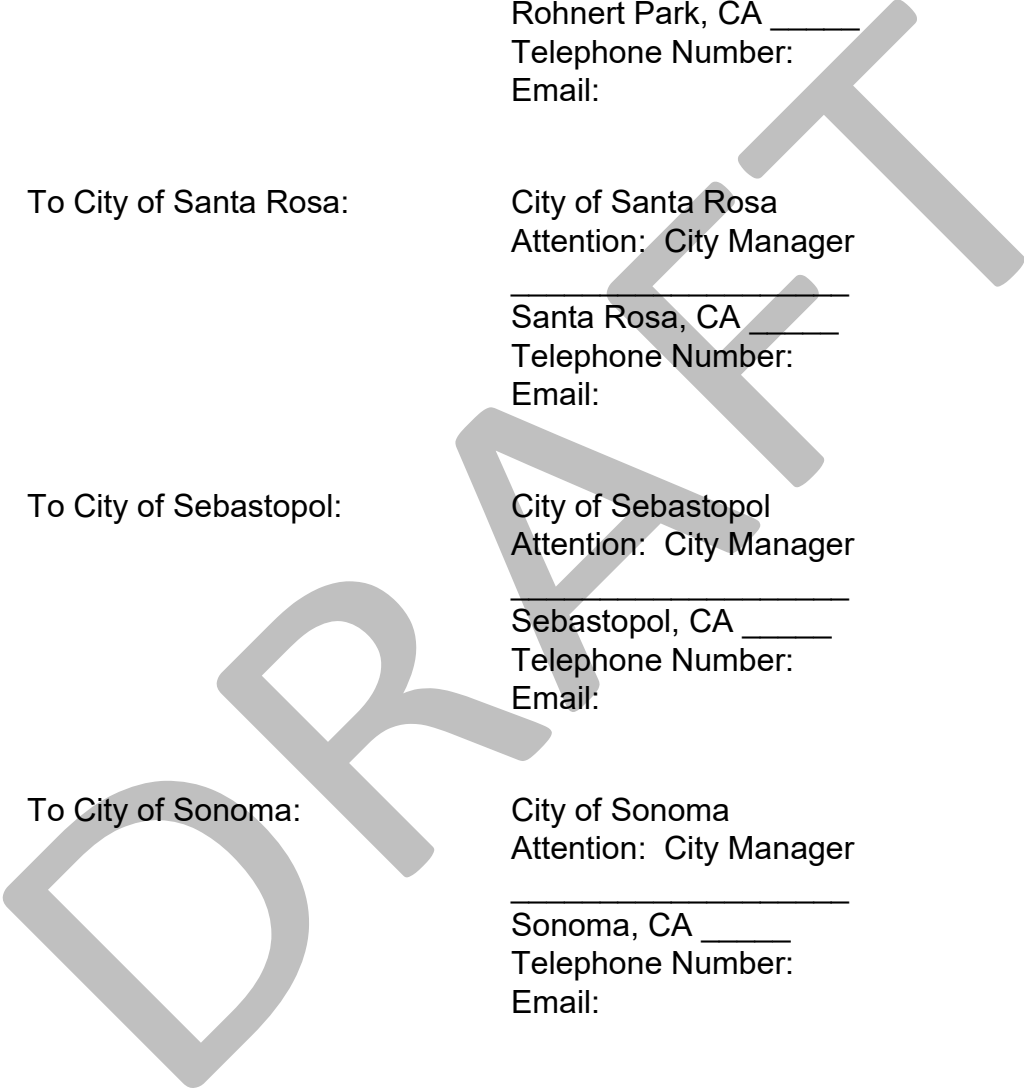 Rohnert Park, CA _____
Telephone Number:
Email:
To City of Santa Rosa: City of Santa Rosa
Attention: City Manager
___________________
Santa Rosa, CA _____
Telephone Number:
Email:
To City of Sebastopol: City of Sebastopol
Attention: City Manager
___________________
Sebastopol, CA _____
Telephone Number:
Email:
To City of Sonoma: City of Sonoma
Attention: City Manager
___________________
Sonoma, CA _____
Telephone Number:
Email:
DRAFT